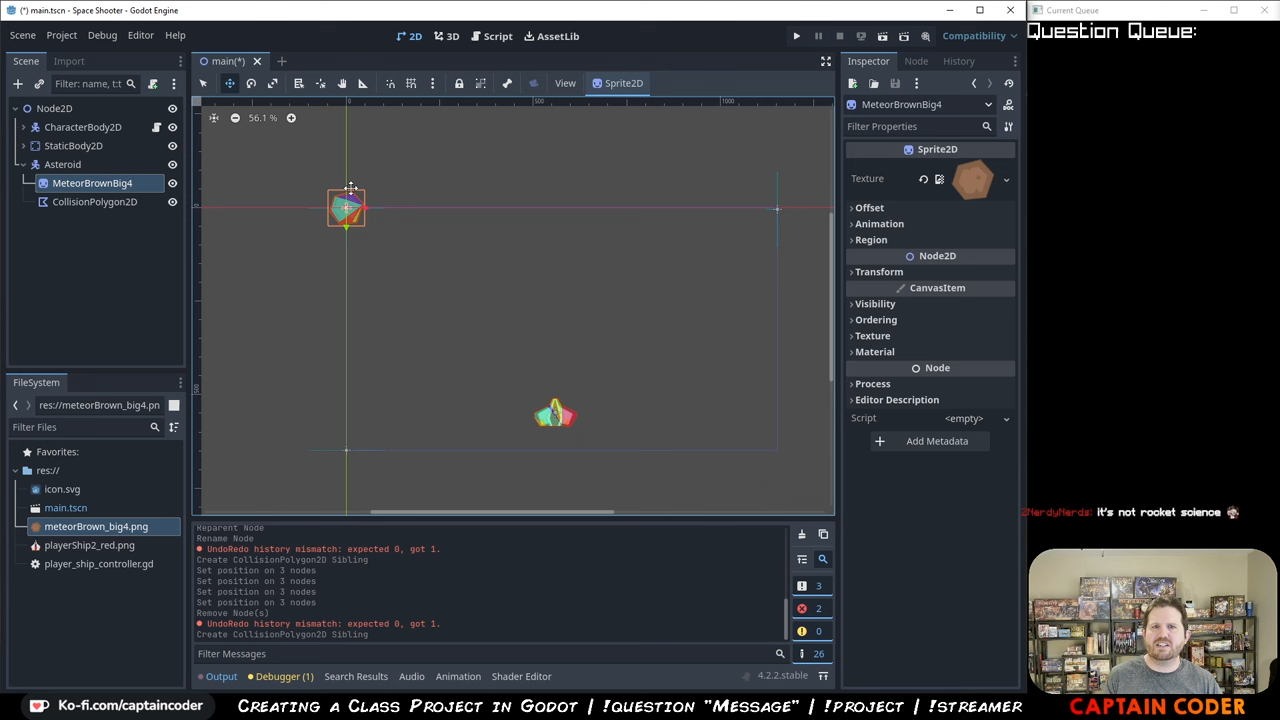 (*) main.tscn - Space Shooter - Godot Engine
Current Queue
Scene Project Debug Editor Help
2D 3D Script AssetLib
Compatibility
Question Queue:
Scene Import
main(*)
Inspector Node History
Filter: name, t:t
View
Sprite2D
Node2D
CharacterBody2D
StaticBody2D
Asteroid
MeteorBrownBig4
CollisionPolygon2D
0 500 1000
56.1 %
0
500
MeteorBrownBig4
Filter Properties
Sprite2D
Texture
Offset
Animation
Region
Node2D
Transform
CanvasItem
Visibility
Ordering
Texture
Material
Node
Process
Editor Description
Script <empty>
Add Metadata
FileSystem
res://meteorBrown_big4.pn
Filter Files
Favorites:
res://
icon.svg
main.tscn
meteorBrown_big4.png
playerShip2_red.png
player_ship_controller.gd
Reparent Node
Rename Node
UndoRedo history mismatch: expected 0, got 1.
Create CollisionPolygon2D Sibling
Set position on 3 nodes
Set position on 3 nodes
Set position on 3 nodes
Set position on 3 nodes
Remove Node(s)
UndoRedo history mismatch: expected 0, got 1.
Create CollisionPolygon2D Sibling
3
2
0
26
Filter Messages
Output Debugger (1) Search Results Audio Animation Shader Editor
4.2.2.stable
2NerdyNerds: it's not rocket science
Ko-fi.com/captaincoder
Creating a Class Project in Godot | !question "Message" | !project | !streamer
CAPTAIN CODER